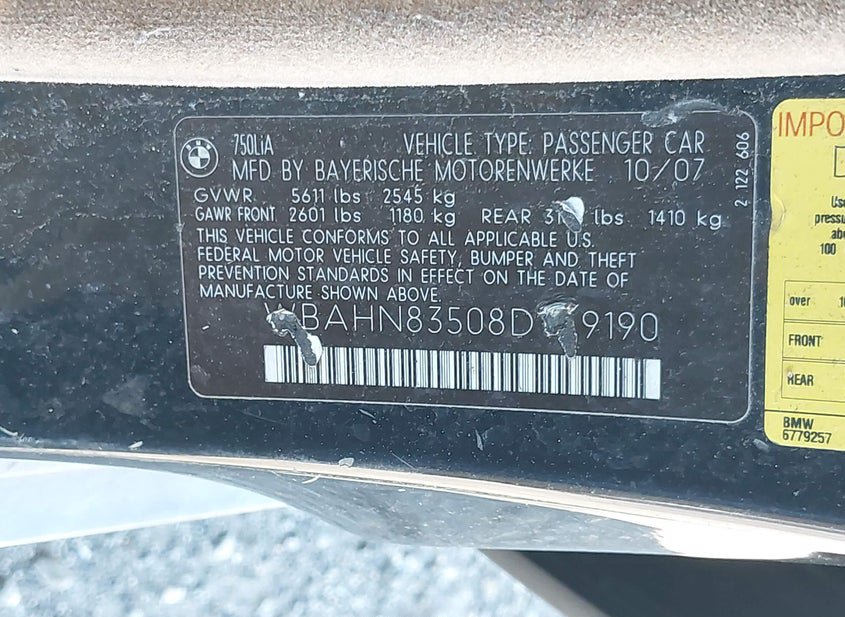 750LiA VEHICLE TYPE: PASSENGER CAR
MFD BY BAYERISCHE MOTORENWERKE 10/07
GVWR. 5611 lbs 2545 kg
GAWR FRONT 2601 lbs 1180 kg REAR lbs 1410 kg
THIS VEHICLE CONFORMS TO ALL APPLICABLE U.S.
FEDERAL MOTOR VEHICLE SAFETY, BUMPER AND THEFT
PREVENTION STANDARDS IN EFFECT ON THE DATE OF
MANUFACTURE SHOWN ABOVE.
2 122 606
over
100
FRONT
REAR
BMW
6779257